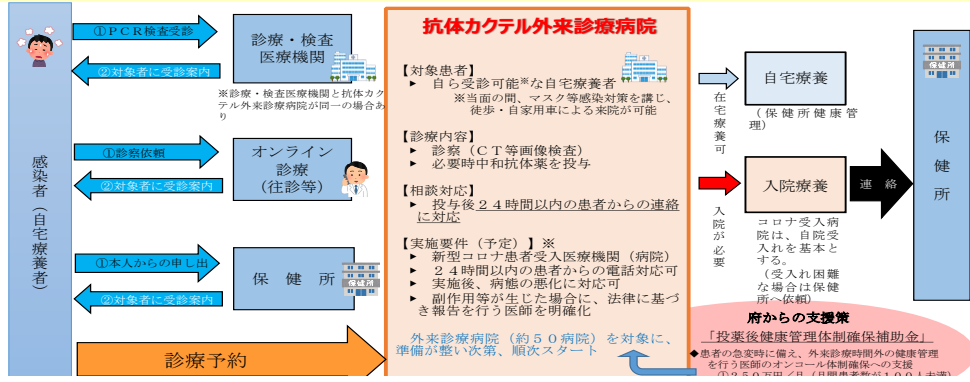 感染者（自宅療養者）
①ＰＣＲ検査受診
②対象者に受診案内
診療・検査
医療機関
※診療・検査医療機関と抗体カク
テル外来診療病院が同一の場合あ
り
①診察依頼
②対象者に受診案内
オンライン
診療
（往診等）
①本人からの申し出
②対象者に受診案内
保　健　所
保健所
診療予約
抗体カクテル外来診療病院
【対象患者】
▶ 自ら受診可能※な自宅療養者
※当面の間、マスク等感染対策を講じ、
徒歩・自家用車による来院が可能
【診療内容】
▶ 診察（ＣＴ等画像検査）
▶ 必要時中和抗体薬を投与
【相談対応】
▶ 投与後２４時間以内の患者からの連絡
に対応
【実施要件（予定）】※
▶ 新型コロナ患者受入医療機関（病院）
▶ ２４時間以内の患者からの電話対応可
▶ 実施後、病態の悪化に対応可
▶ 副作用等が生じた場合に、法律に基づ
き報告を行う医師を明確化
外来診療病院（約５０病院）を対象に、
準備が整い次第、順次スタート
在宅療養可
自宅療養
（保健所健康管
理）
入院が必要
入院療養
コロナ受入病
院は、自院受
入れを基本と
する。
（受入れ困難
な場合は保健
所へ依頼）
連　絡
保健所
保　健　所
府からの支援策
「投薬後健康管理体制確保補助金」
◆患者の急変時に備え、外来診療時間外の健康管理
を行う医師のオンコール体制確保への支援